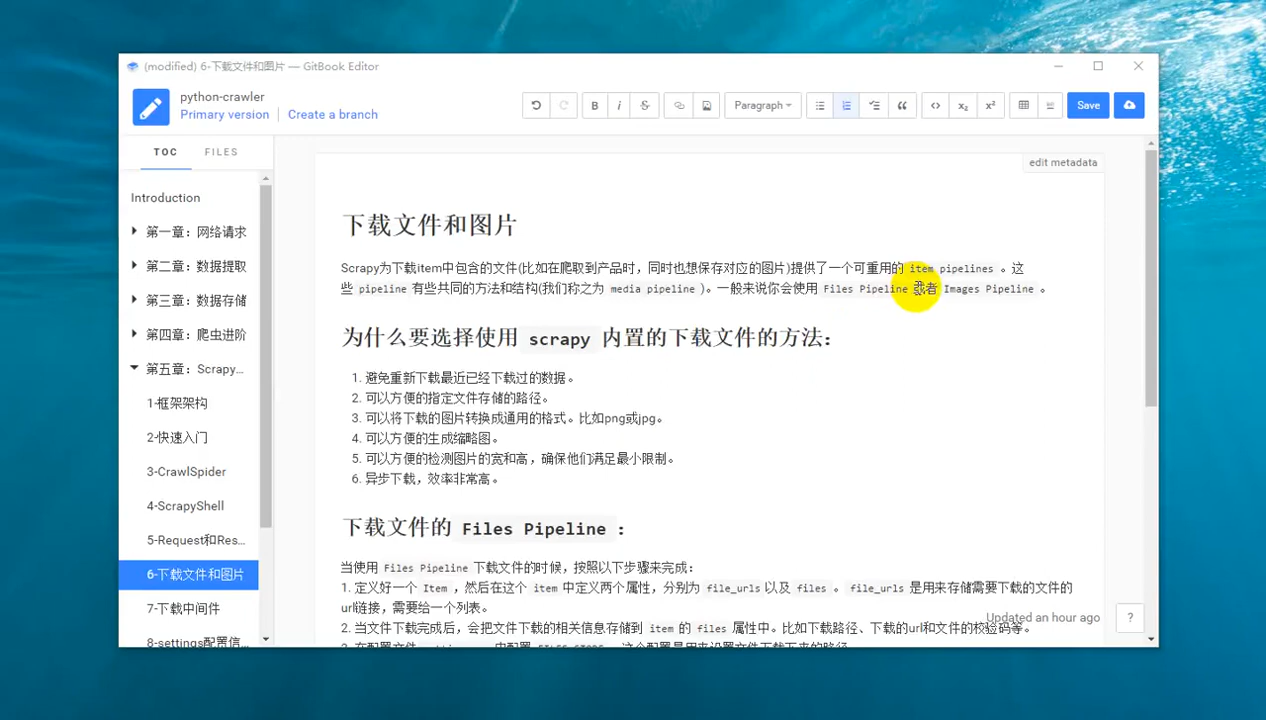 (modified) 6-下载文件和图片 — GitBook Editor
python-crawler
Primary version
Create a branch
B
i
S
Paragraph
x₂
x²
Save
TOC
FILES
edit metadata
Introduction
第一章：网络请求
第二章：数据提取
第三章：数据存储
第四章：爬虫进阶
第五章：Scrapy...
1-框架架构
2-快速入门
3-CrawlSpider
4-ScrapyShell
5-Request和Res...
6-下载文件和图片
7-下载中间件
8-settings配置信...
下载文件和图片
Scrapy为下载item中包含的文件(比如在爬取到产品时，同时也想保存对应的图片)提供了一个可重用的 item pipelines 。这
些 pipeline 有些共同的方法和结构(我们称之为 media pipeline )。一般来说你会使用 Files Pipeline 或者 Images Pipeline 。
为什么要选择使用 scrapy 内置的下载文件的方法：
1. 避免重新下载最近已经下载过的数据。
2. 可以方便的指定文件存储的路径。
3. 可以将下载的图片转换成通用的格式。比如png或jpg。
4. 可以方便的生成缩略图。
5. 可以方便的检测图片的宽和高，确保他们满足最小限制。
6. 异步下载，效率非常高。
下载文件的 Files Pipeline ：
当使用 Files Pipeline 下载文件的时候，按照以下步骤来完成：
1. 定义好一个 Item ，然后在这个 item 中定义两个属性，分别为 file_urls 以及 files 。 file_urls 是用来存储需要下载的文件的
url链接，需要给一个列表。
2. 当文件下载完成后，会把文件下载的相关信息存储到 item 的 files 属性中。比如下载路径、下载的url和文件的校验码等。
Updated an hour ago
?